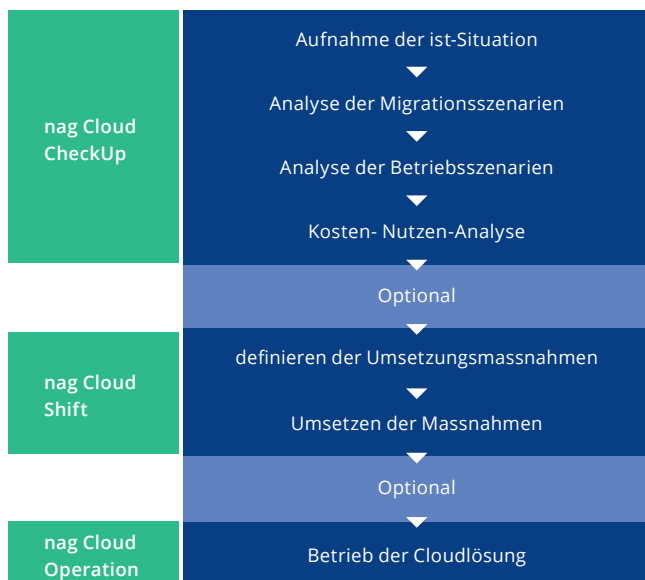 nag Cloud
CheckUp
Aufnahme der ist-Situation
Analyse der Migrationsszenarien
Analyse der Betriebsszenarien
Kosten- Nutzen-Analyse
Optional
nag Cloud
Shift
definieren der Umsetzungsmassnahmen
Umsetzen der Massnahmen
Optional
nag Cloud
Operation
Betrieb der Cloudlösung